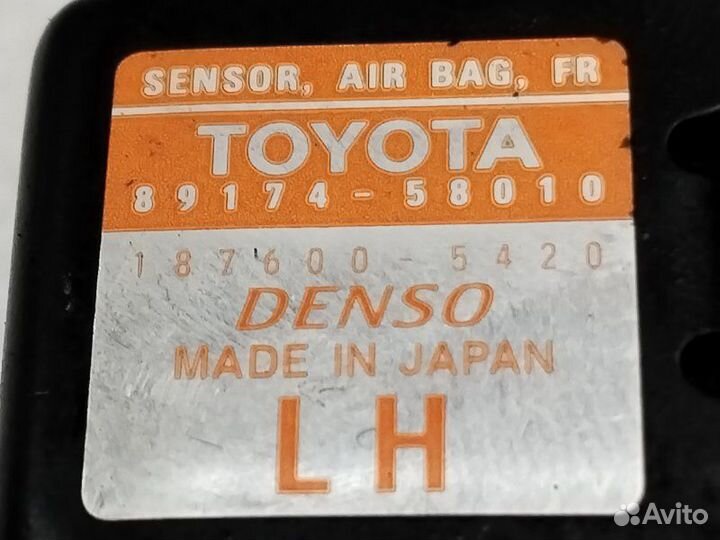 SENSOR, AIR BAG, FR
TOYOTA
89174-58010
187600-5420
DENSO
MADE IN JAPAN
LH
Avito